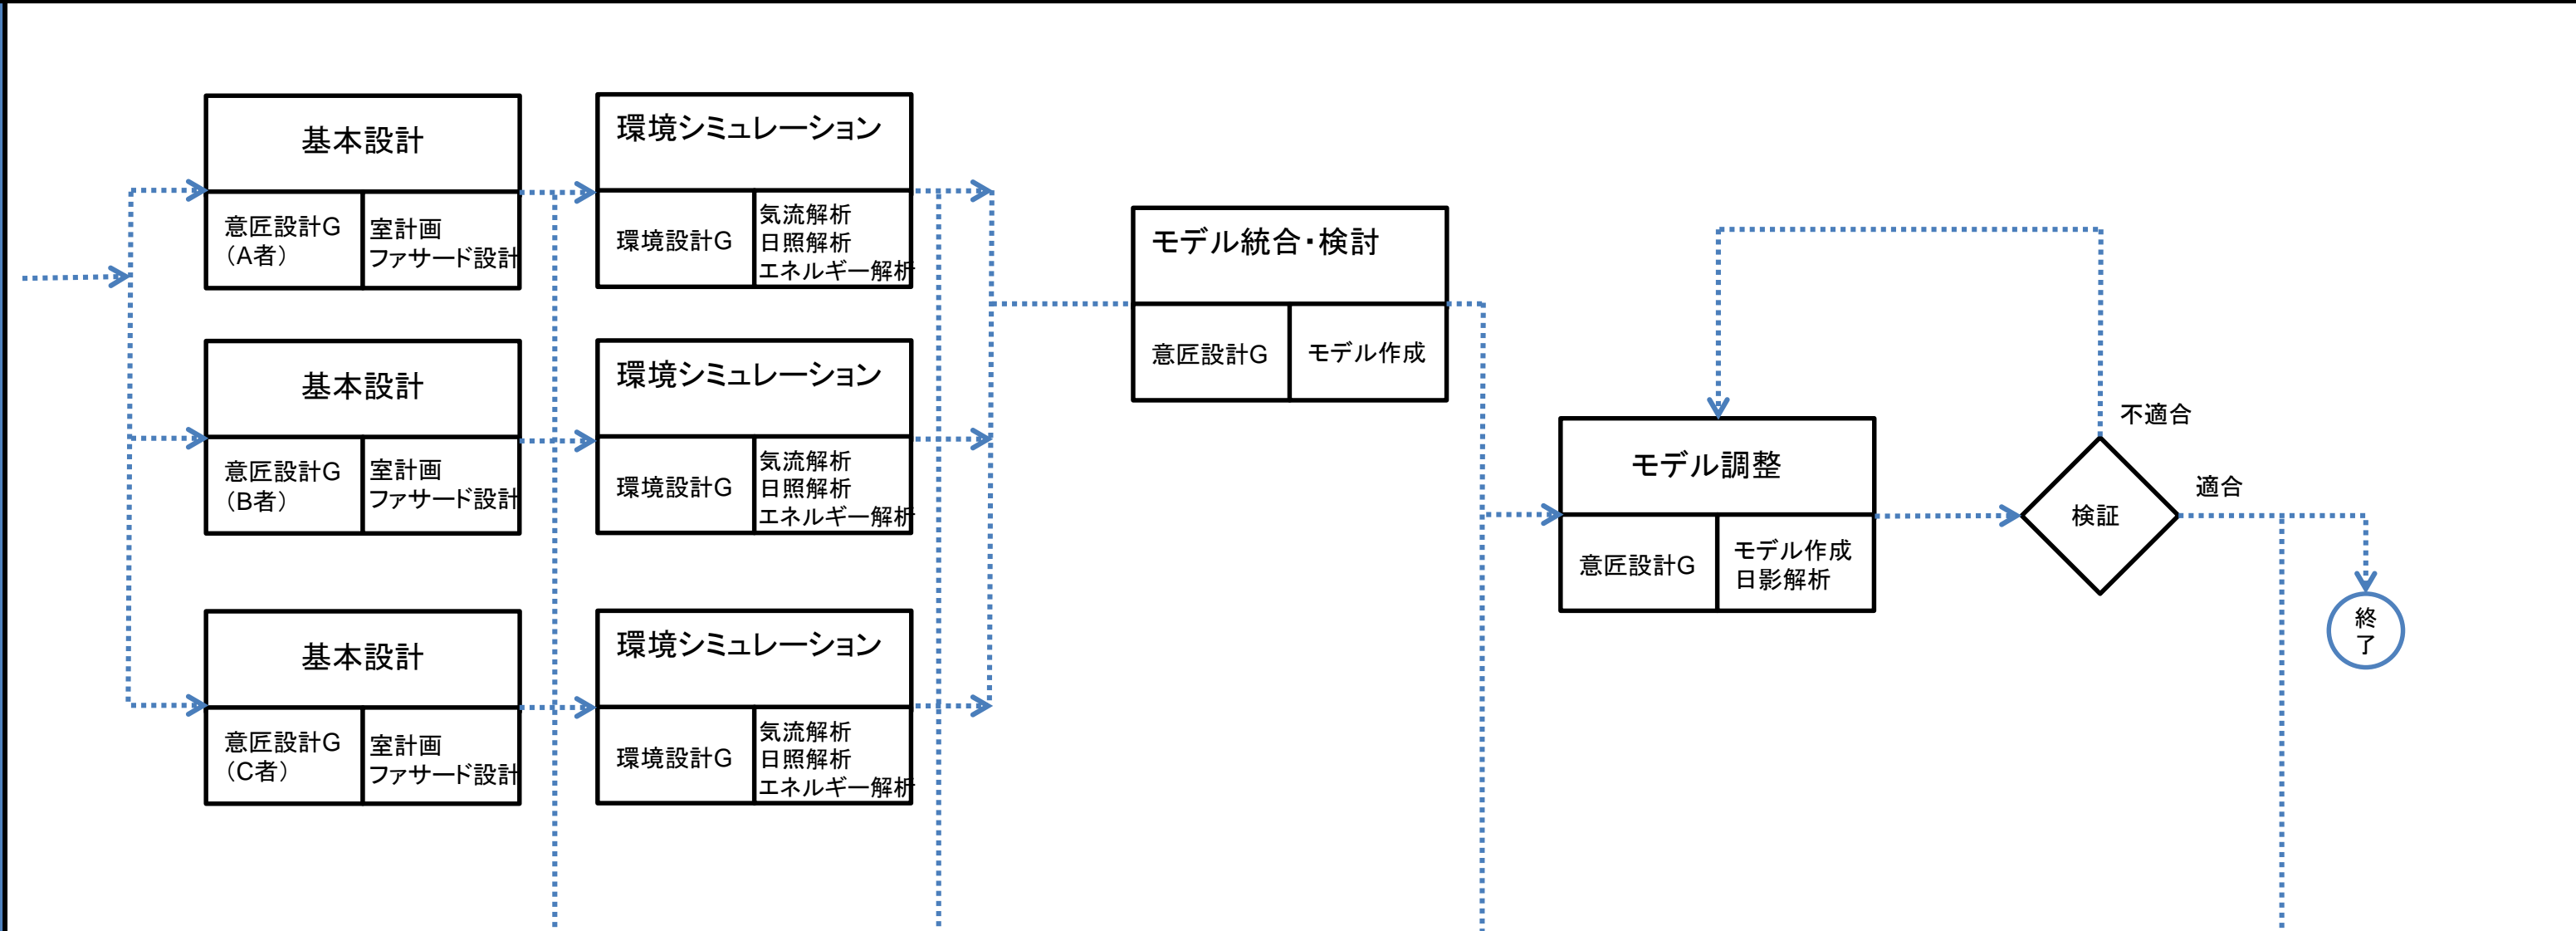 基本設計
意匠設計G
（A者）
室計画
ファサード設計
環境シミュレーション
環境設計G
気流解析
日照解析
エネルギー解析
基本設計
意匠設計G
（B者）
室計画
ファサード設計
環境シミュレーション
環境設計G
気流解析
日照解析
エネルギー解析
基本設計
意匠設計G
（C者）
室計画
ファサード設計
環境シミュレーション
環境設計G
気流解析
日照解析
エネルギー解析
モデル統合・検討
意匠設計G
モデル作成
モデル調整
意匠設計G
モデル作成
日影解析
検証
不適合
適合
終
了